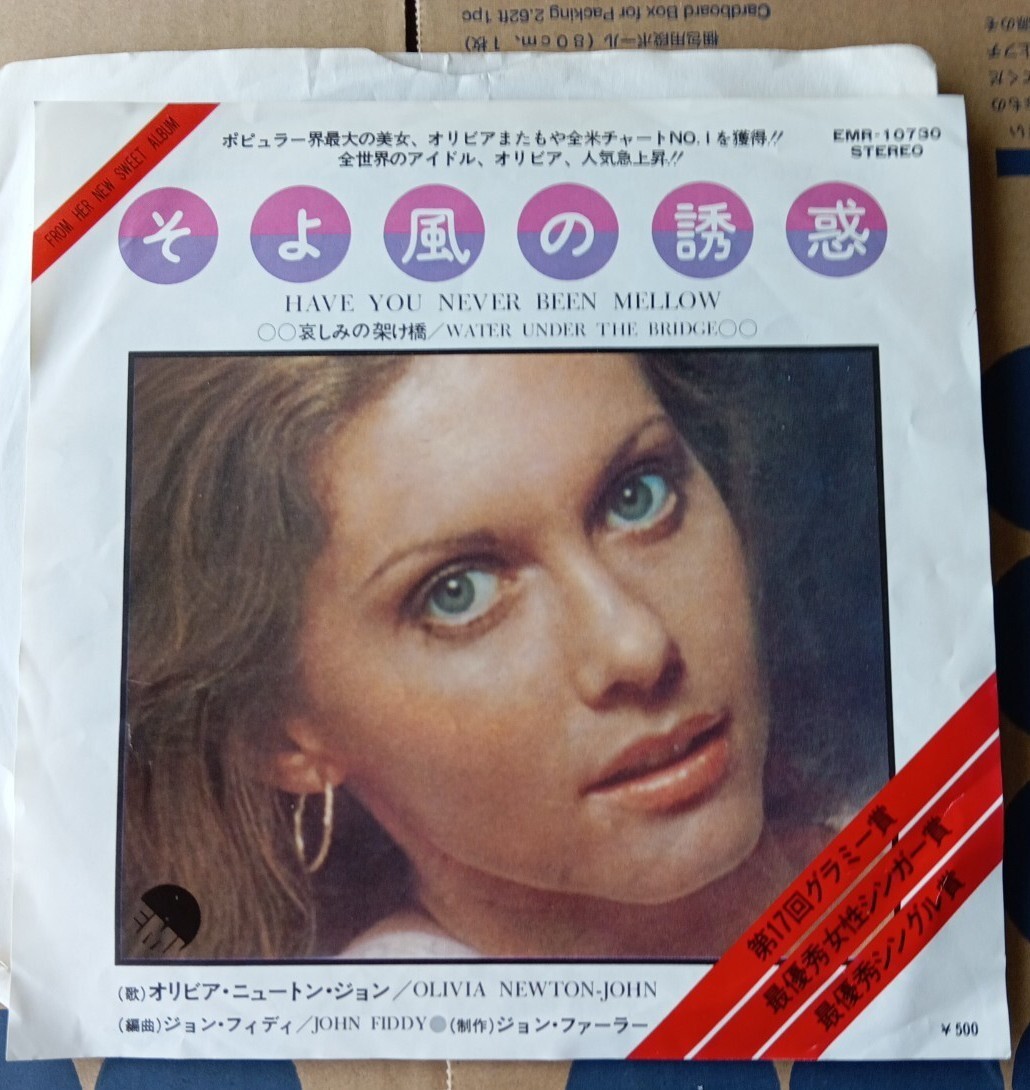 Cardboard Box for Packing 2.62ft 1pc
梱包用段ボール（80cm、1枚）
FROM HER NEW SWEET ALBUM
ポピュラー界最大の美女、オリビアまたもや全米チャートNO.1を獲得!!
全世界のアイドル、オリビア、人気急上昇!!
EMR-10730
STEREO
そよ風の誘惑
HAVE YOU NEVER BEEN MELLOW
○○哀しみの架け橋/WATER UNDER THE BRIDGE○○
EMI
第17回グラミー賞
最優秀女性シンガー賞
最優秀シングル賞
(歌)オリビア・ニュートン・ジョン/OLIVIA NEWTON-JOHN
(編曲)ジョン・フィディ/JOHN FIDDY●(制作)ジョン・ファーラー
¥500